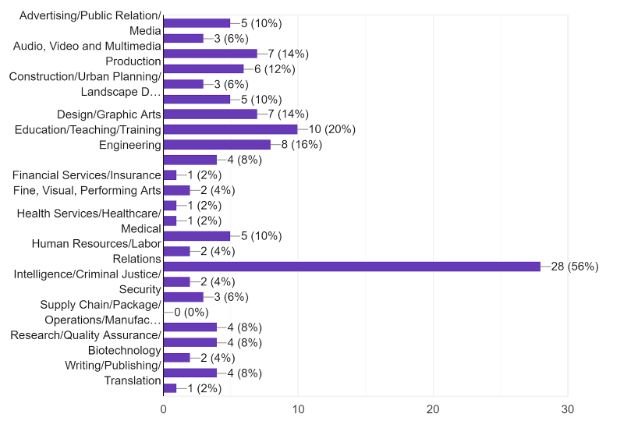 Advertising/Public Relation/
Media
5 (10%)
3 (6%)
Audio, Video and Multimedia
Production
7 (14%)
6 (12%)
Construction/Urban Planning/
Landscape D…
3 (6%)
5 (10%)
Design/Graphic Arts
7 (14%)
Education/Teaching/Training
10 (20%)
Engineering
8 (16%)
4 (8%)
Financial Services/Insurance
1 (2%)
Fine, Visual, Performing Arts
2 (4%)
1 (2%)
Health Services/Healthcare/
Medical
1 (2%)
5 (10%)
Human Resources/Labor
Relations
2 (4%)
28 (56%)
Intelligence/Criminal Justice/
Security
2 (4%)
3 (6%)
Supply Chain/Package/
Operations/Manufac…
0 (0%)
4 (8%)
Research/Quality Assurance/
Biotechnology
4 (8%)
2 (4%)
Writing/Publishing/
Translation
4 (8%)
1 (2%)
0
10
20
30